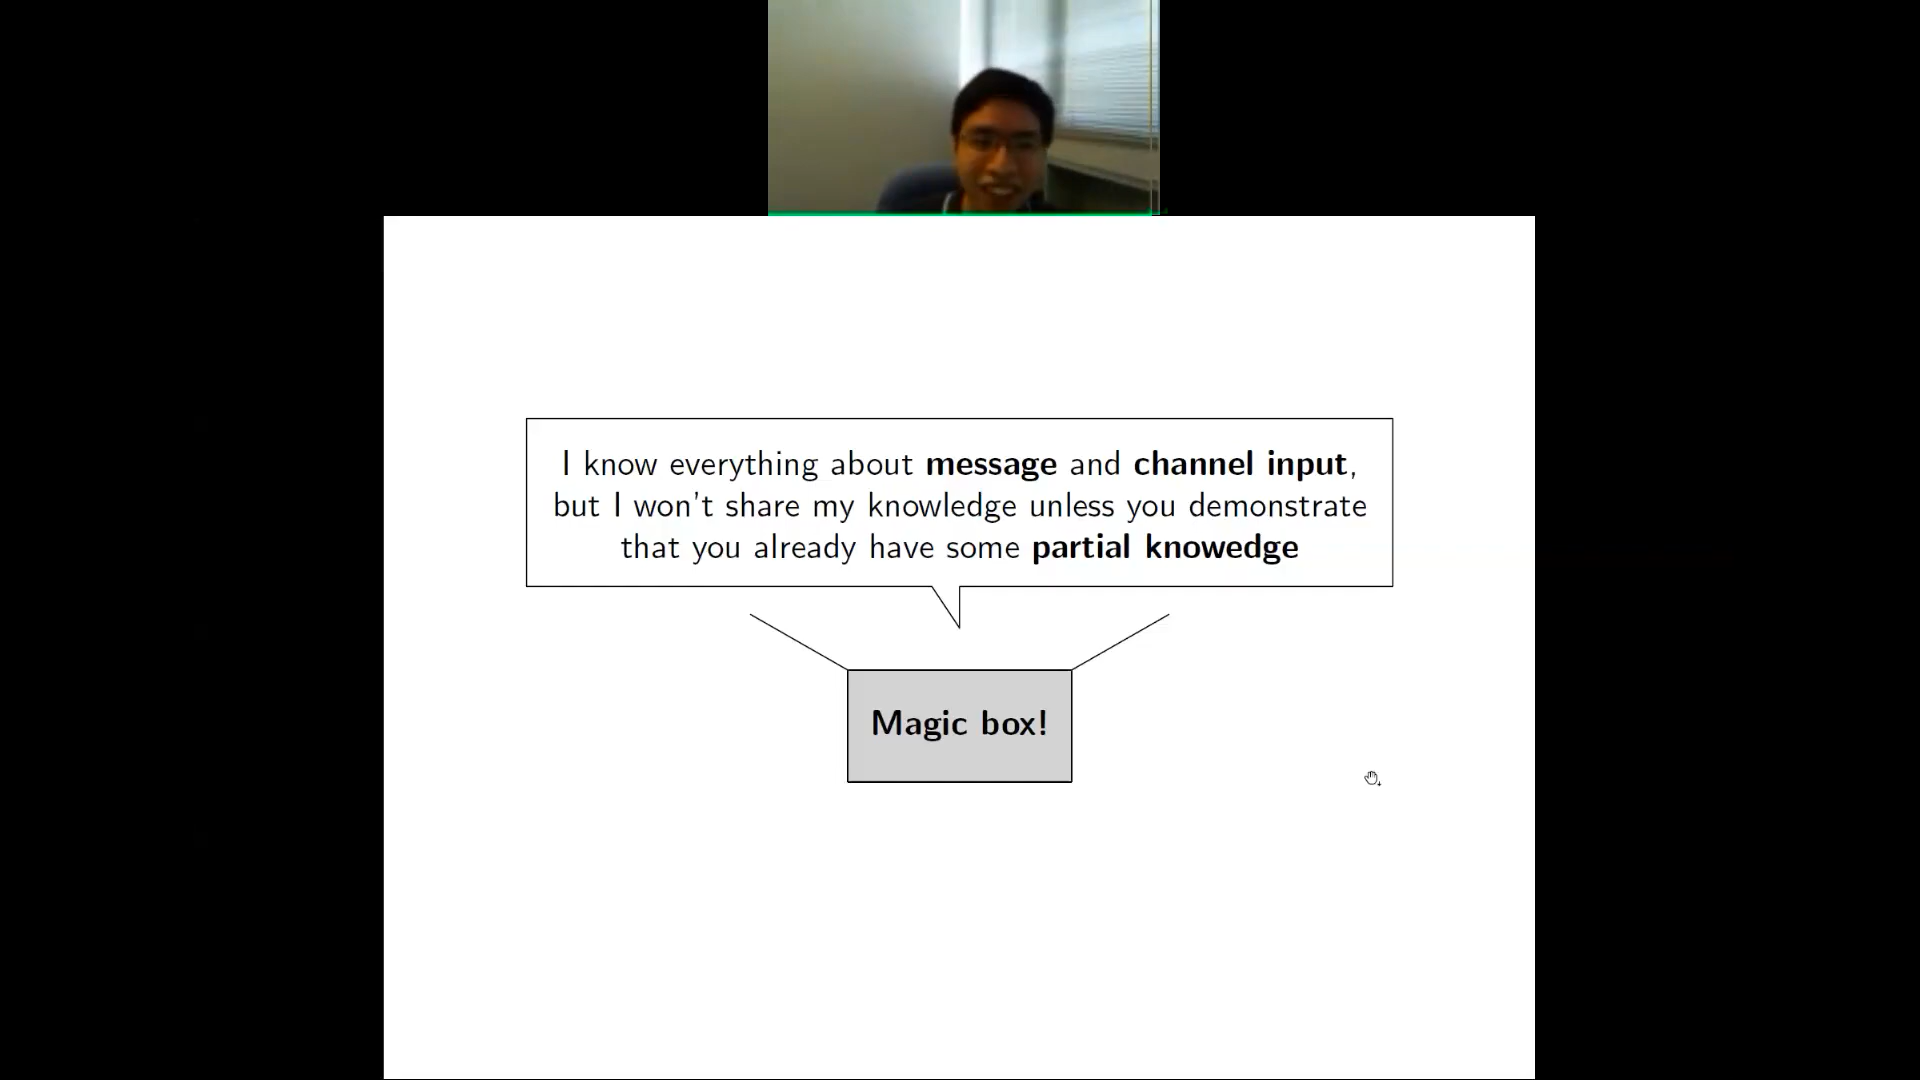 I know everything about message and channel input,
but I won't share my knowledge unless you demonstrate
that you already have some partial knowedge
Magic box!